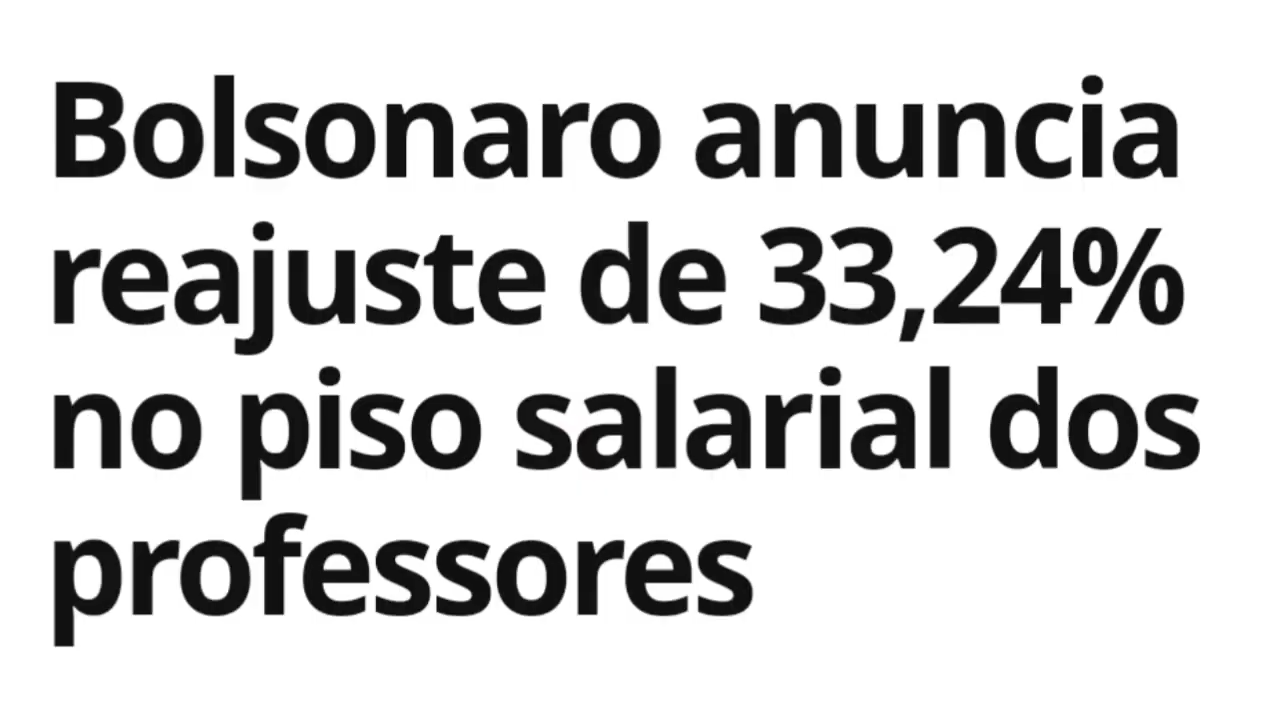 Bolsonaro anuncia
reajuste de 33,24%
no piso salarial dos
professores